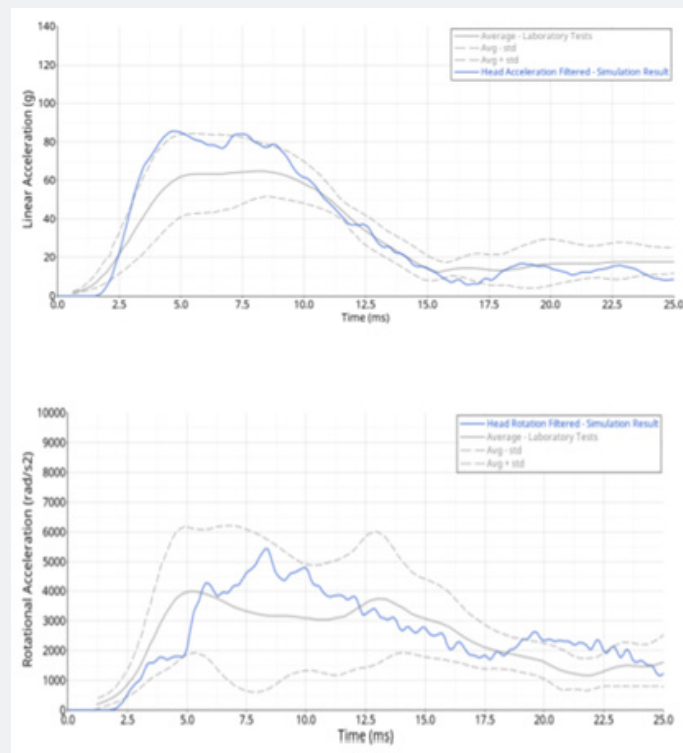 140
120
100
80
60
40
20
0
Linear Acceleration (g)
Average - Laboratory Tests
Avg - std
Avg + std
Head Acceleration Filtered - Simulation Result
0.0 2.5 5.0 7.5 10.0 12.5 15.0 17.5 20.0 22.5 25.0
Time (ms)
10000
9000
8000
7000
6000
5000
4000
3000
2000
1000
0
Rotational Acceleration (rad/s2)
Head Rotation Filtered - Simulation Result
Average - Laboratory Tests
Avg - std
Avg + std
0.0 2.5 5.0 7.5 10.0 12.5 15.0 17.5 20.0 22.5 25.0
Time (ms)